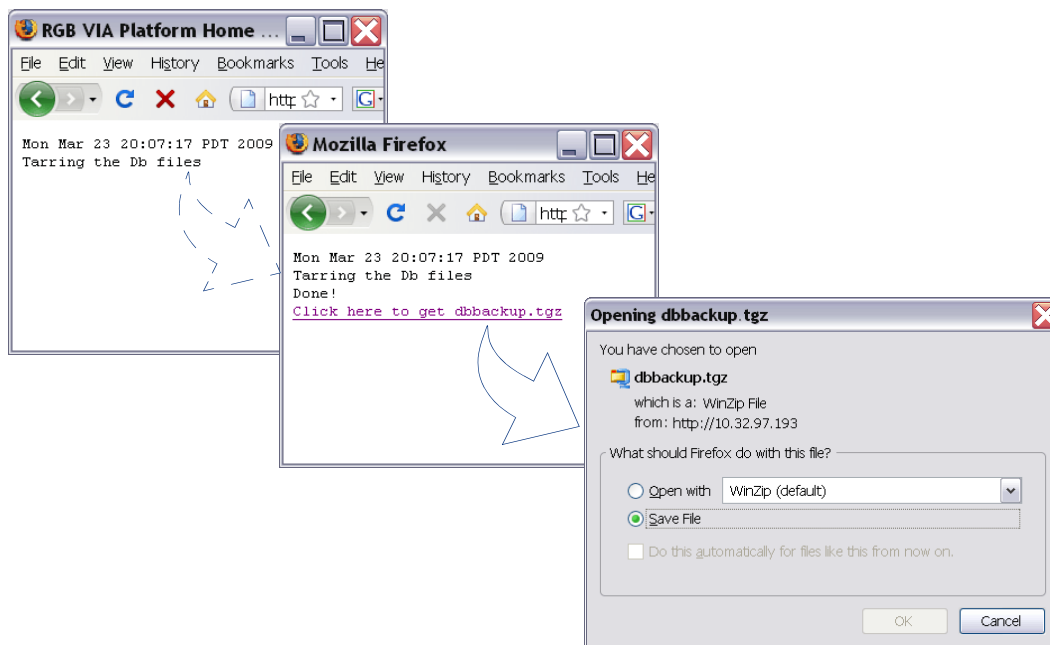 RGB VIA Platform Home ...
File Edit View History Bookmarks Tools He
http G
Mon Mar 23 20:07:17 PDT 2009
Tarring the Db files
Mozilla Firefox
File Edit View History Bookmarks Tools He
http G
Mon Mar 23 20:07:17 PDT 2009
Tarring the Db files
Done!
Click here to get dbbackup.tgz
Opening dbbackup.tgz
You have chosen to open
dbbackup.tgz
which is a: WinZip File
from: http://10.32.97.193
What should Firefox do with this file?
Open with WinZip (default)
Save File
Do this automatically for files like this from now on.
OK Cancel